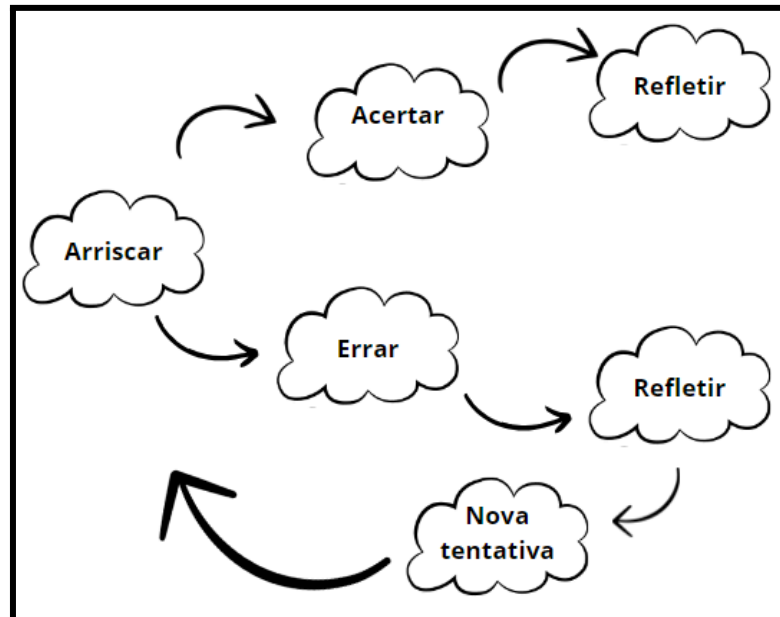 Refletir
Acertar
Arriscar
Errar
Refletir
Nova
tentativa